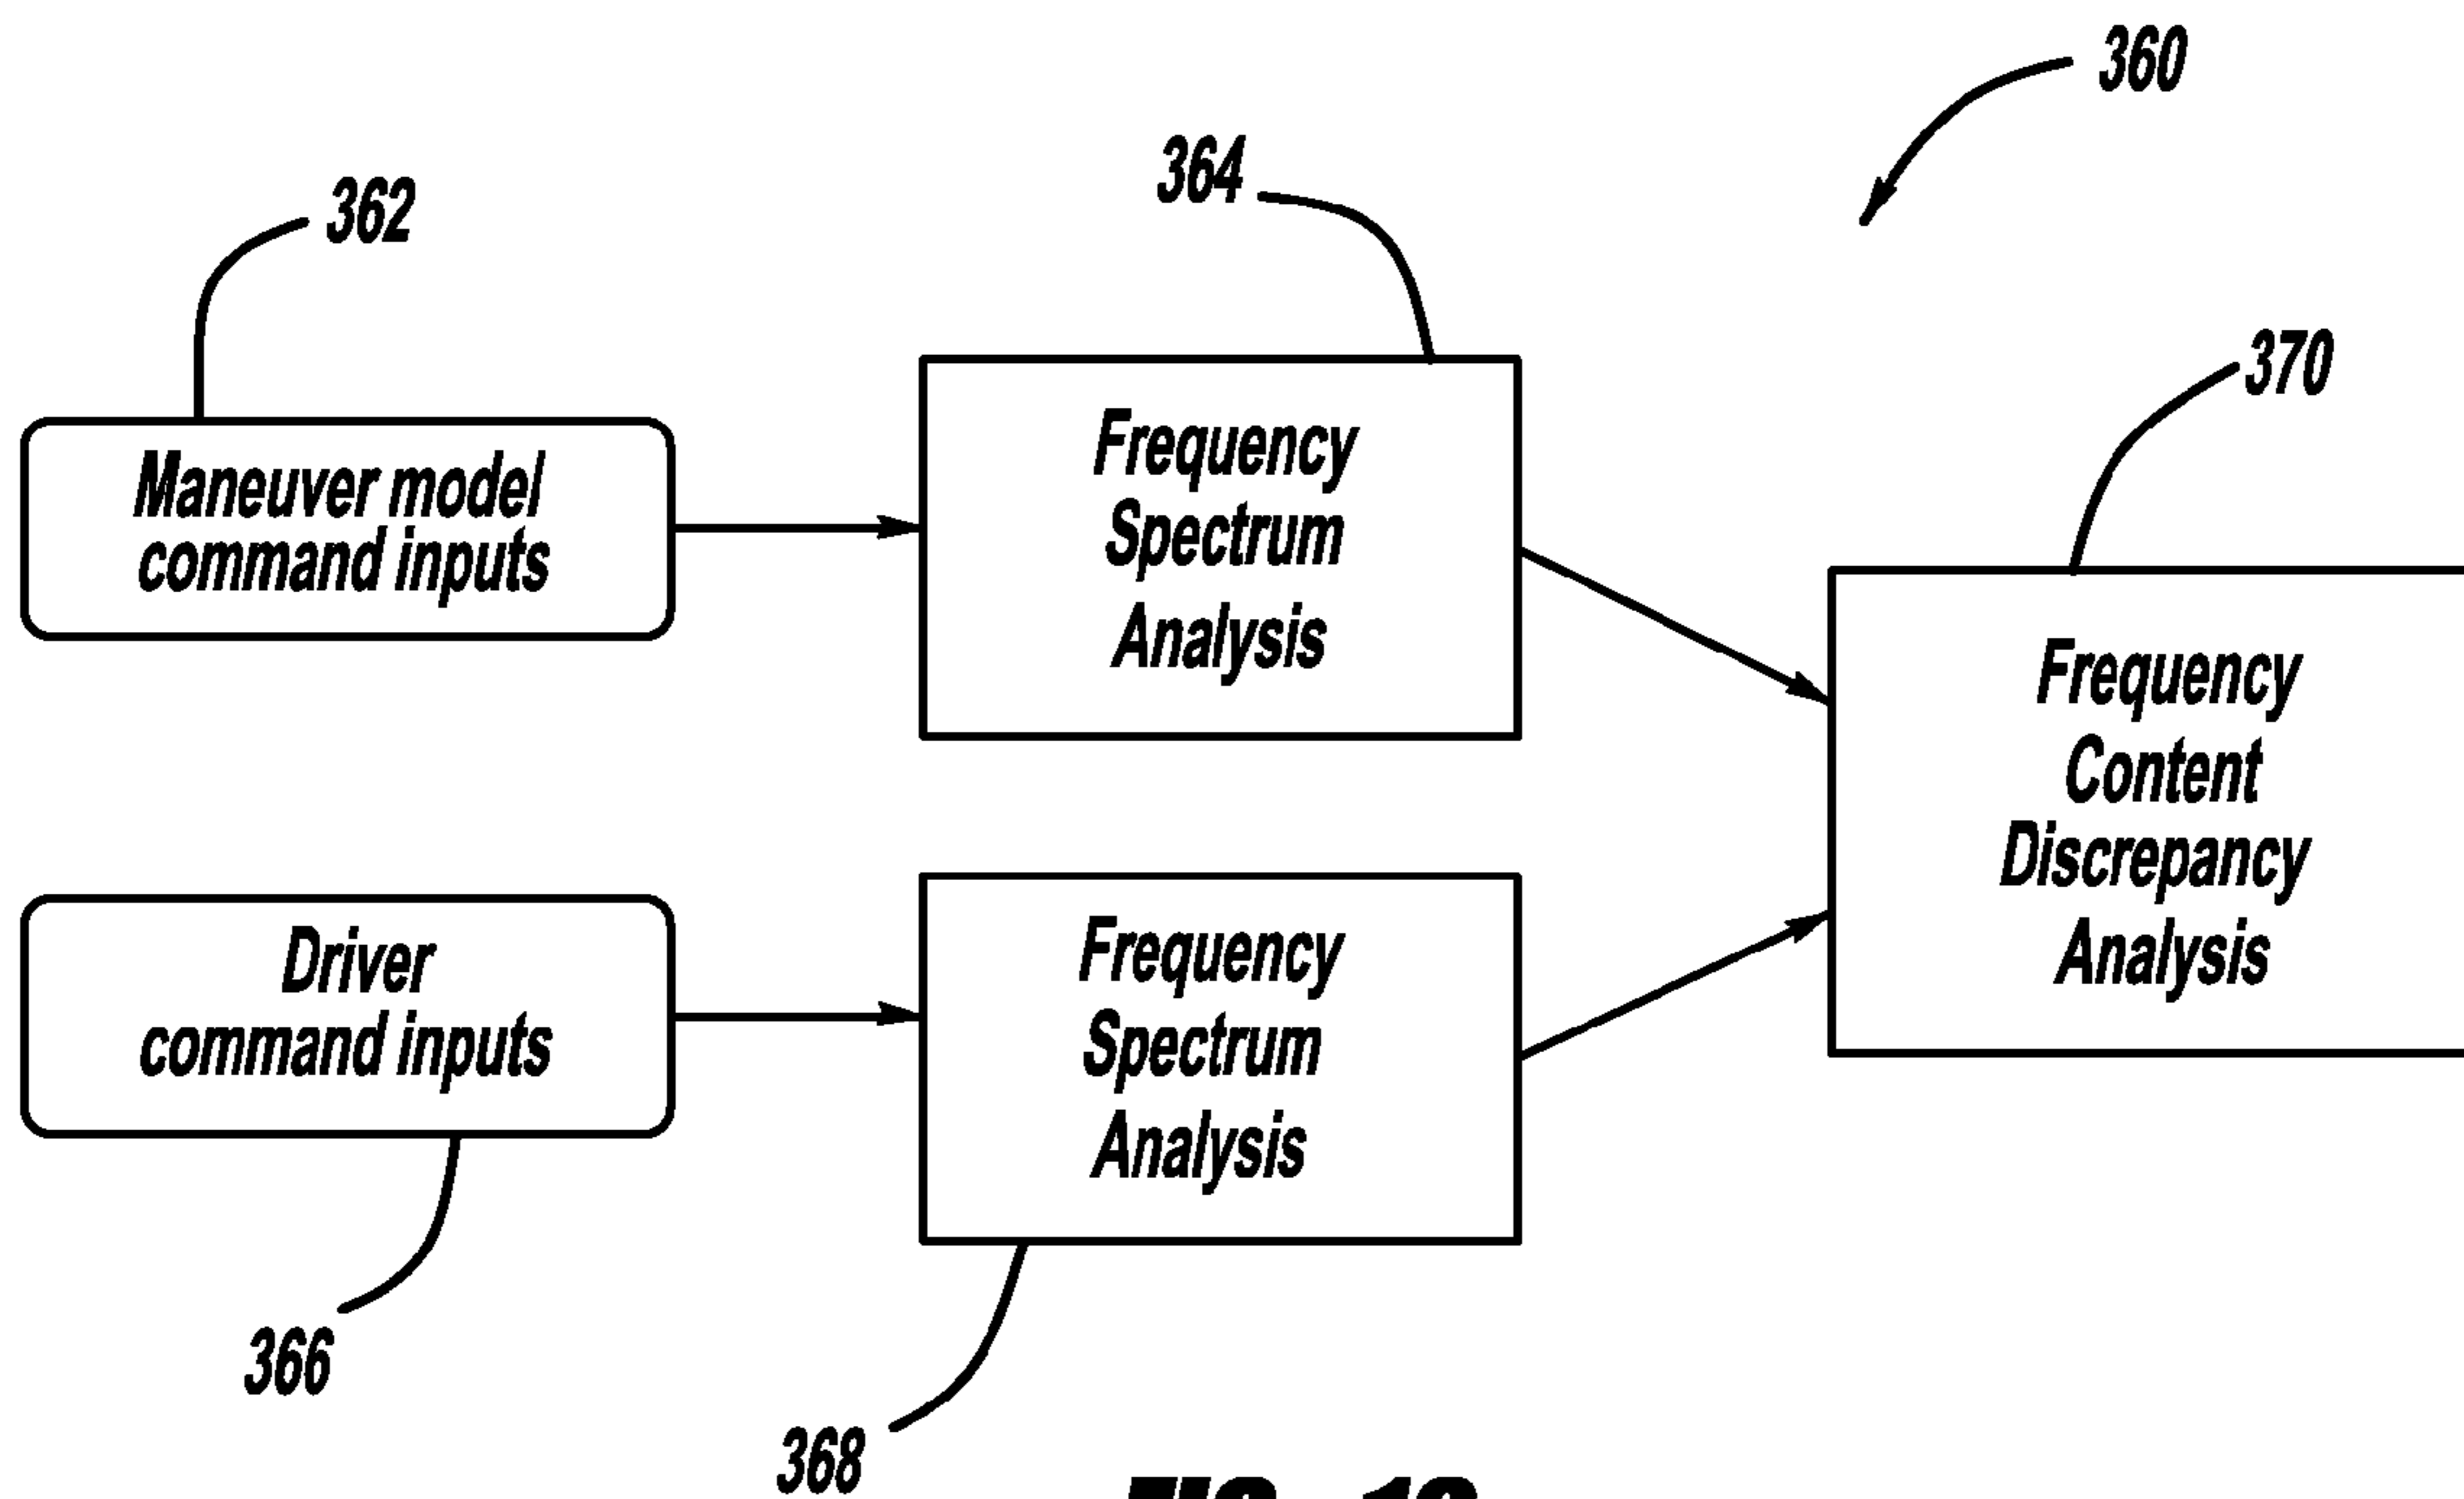 360
364
362
370
Maneuver model
command inputs
Frequency
Spectrum
Analysis
Frequency
Content
Discrepancy
Analysis
Driver
command inputs
Frequency
Spectrum
Analysis
366
368